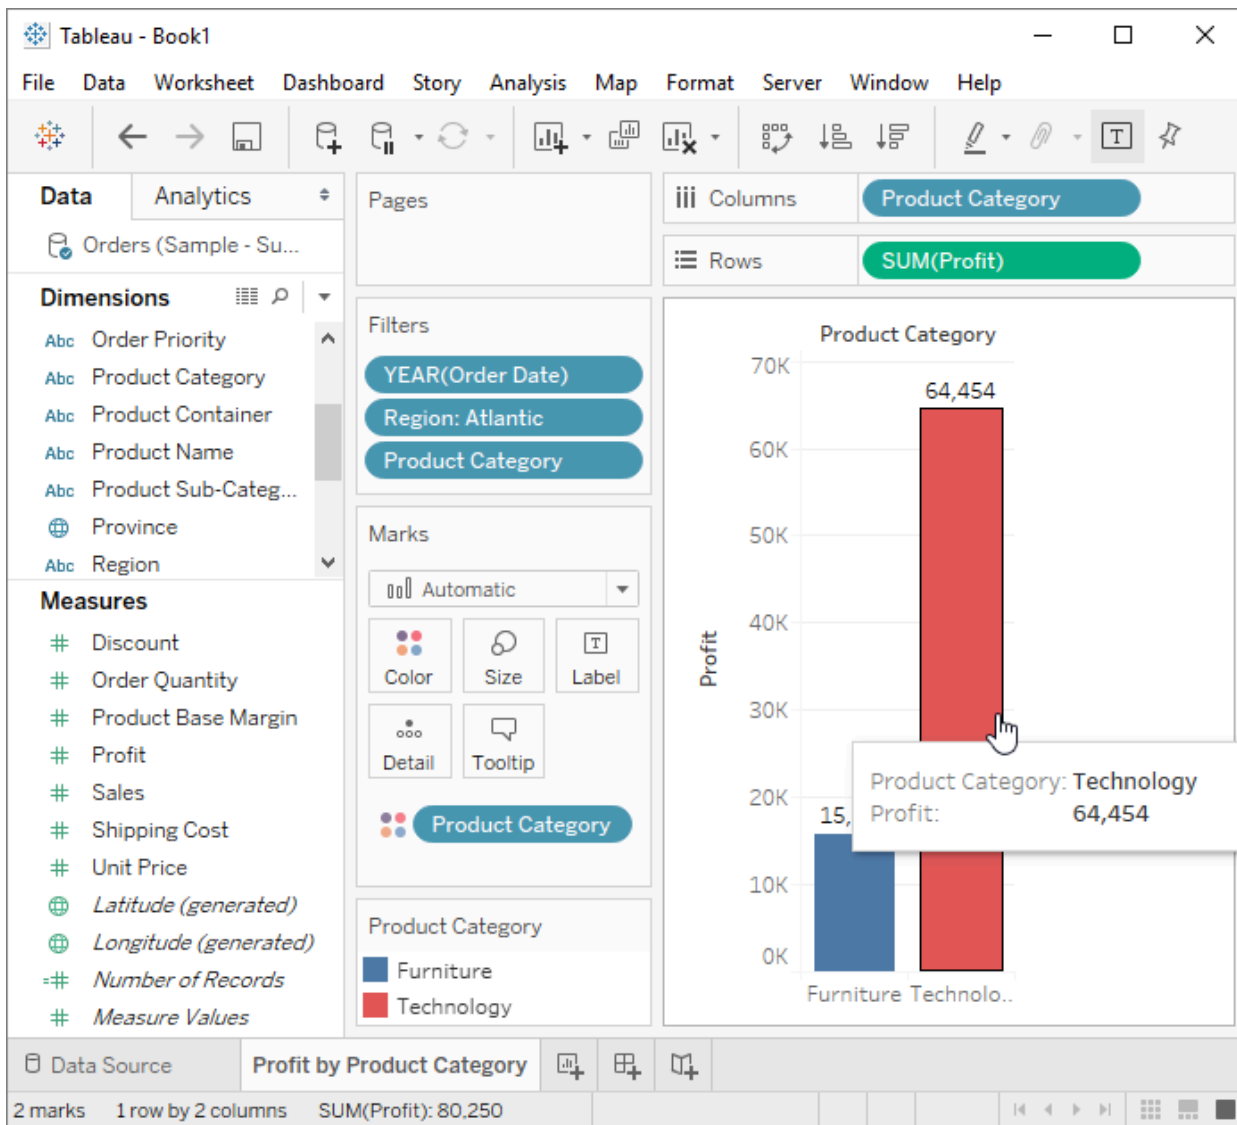 Tableau - Book1
File Data Worksheet Dashboard Story Analysis Map Format Server Window Help
Data Analytics
Orders (Sample - Su...
Dimensions
Abc Order Priority
Abc Product Category
Abc Product Container
Abc Product Name
Abc Product Sub-Categ...
Province
Abc Region
Measures
# Discount
# Order Quantity
# Product Base Margin
# Profit
# Sales
# Shipping Cost
# Unit Price
Latitude (generated)
Longitude (generated)
=# Number of Records
# Measure Values
Pages
Filters
YEAR(Order Date)
Region: Atlantic
Product Category
Marks
Automatic
Color Size T Label
Detail Tooltip
Product Category
Product Category
Furniture
Technology
Columns Product Category
Rows SUM(Profit)
Product Category
70K
64,454
60K
50K
40K
Profit
30K
20K
15,
10K
0K
Furniture Technolo..
Product Category: Technology
Profit: 64,454
Data Source Profit by Product Category
2 marks 1 row by 2 columns SUM(Profit): 80,250